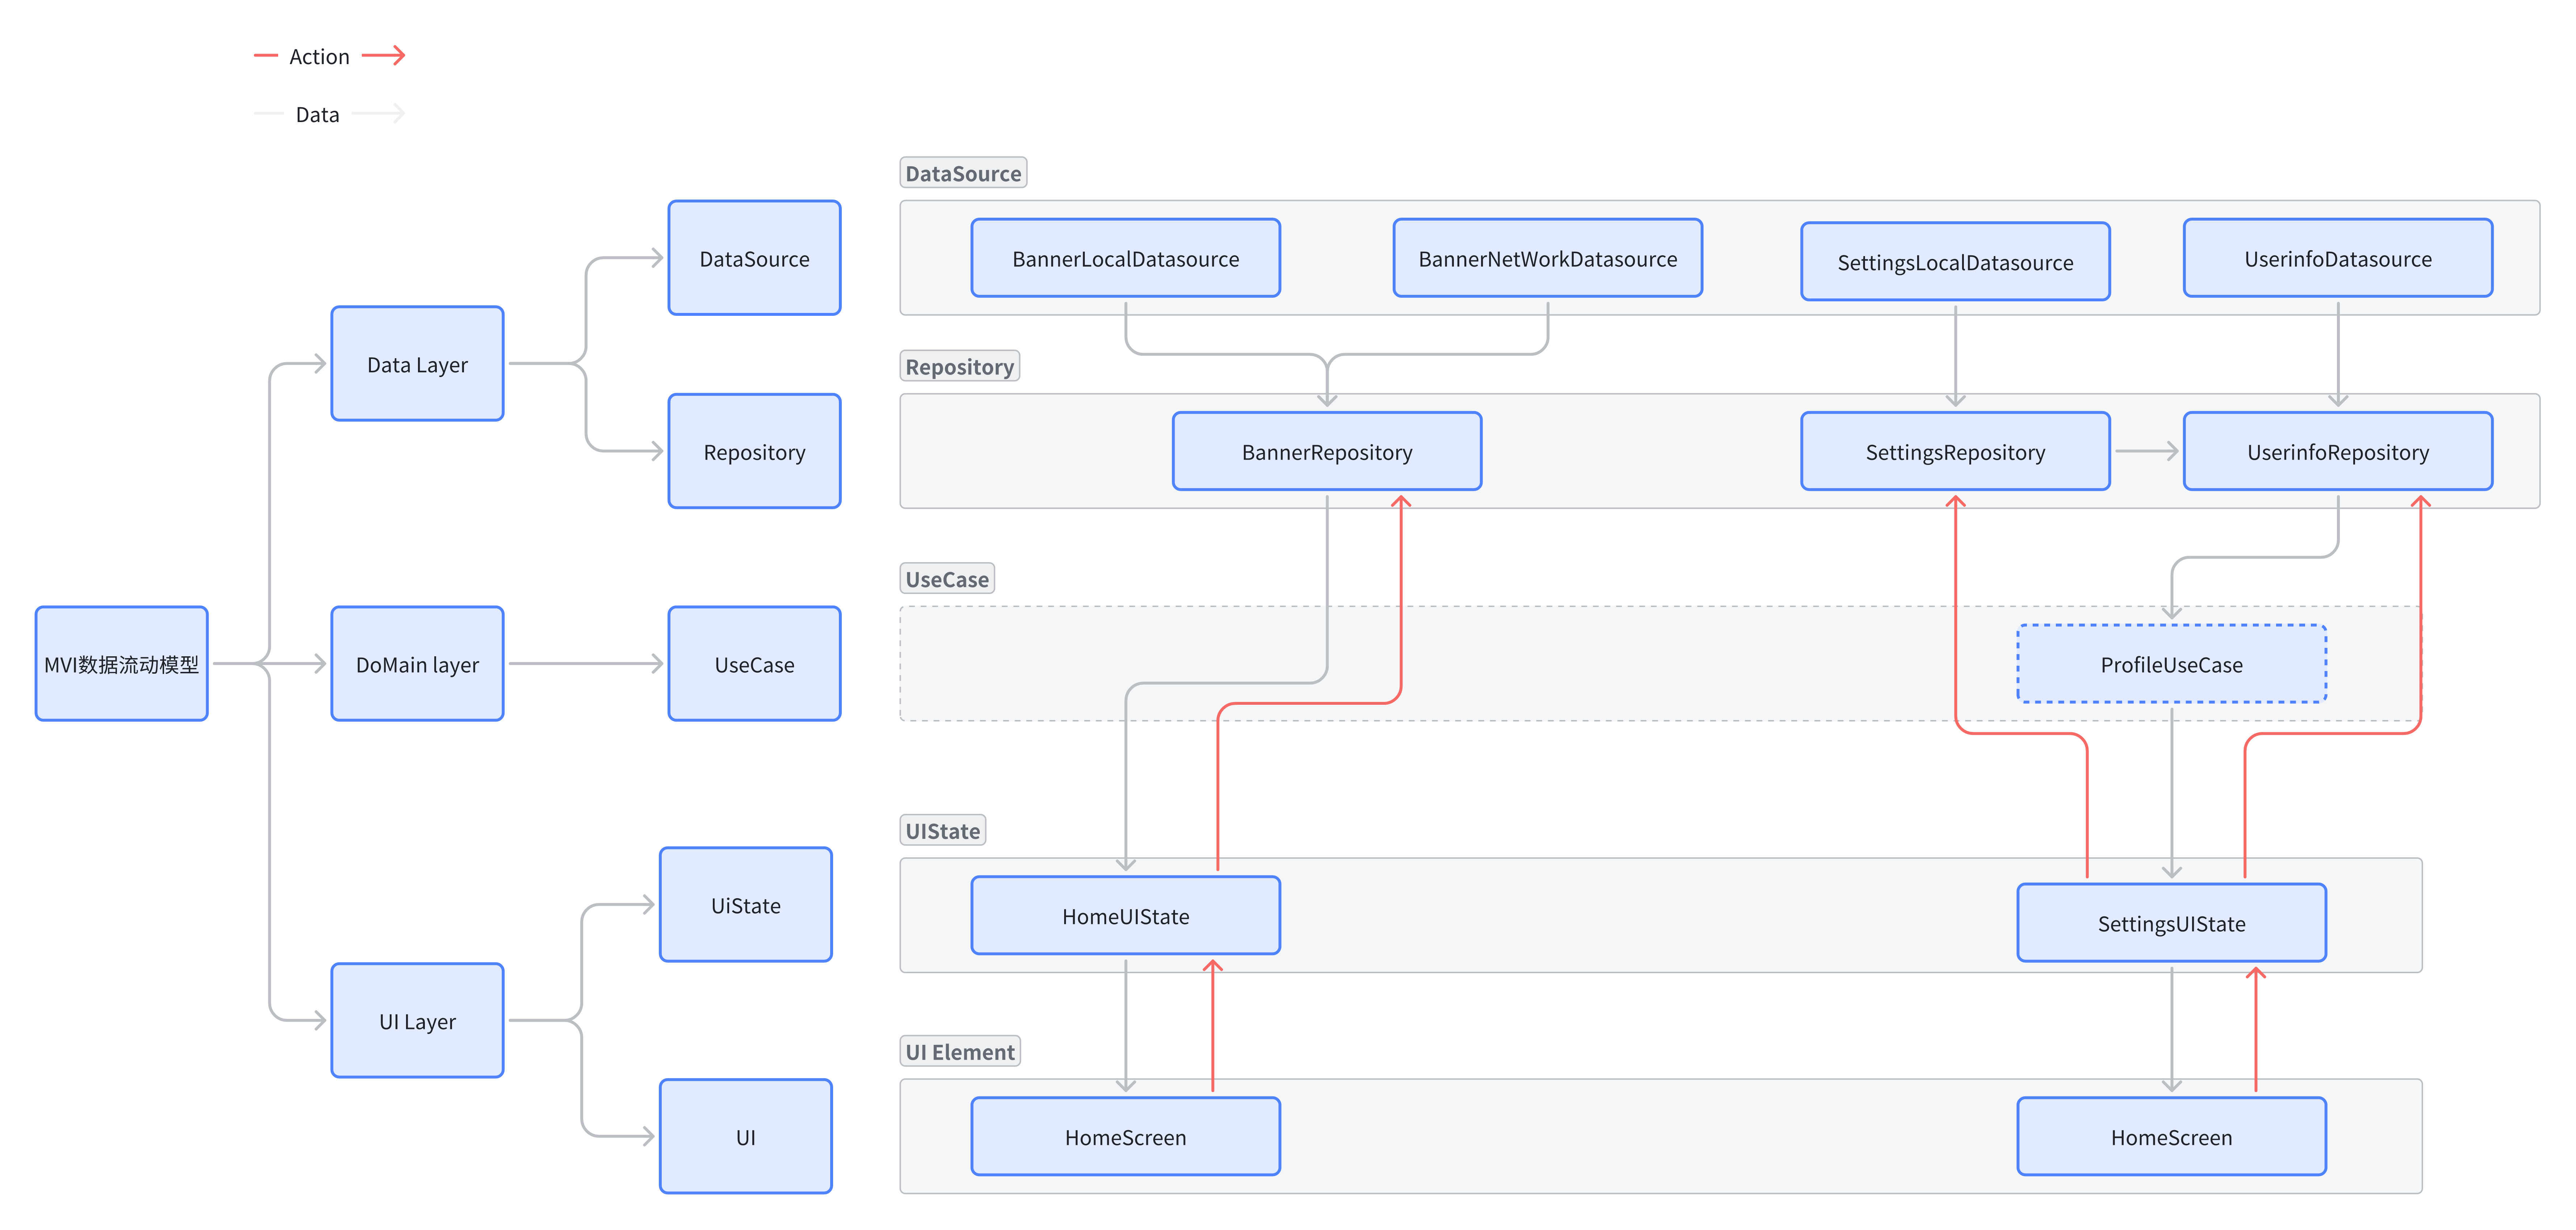 Action
Data
MVI数据流动模型
Data Layer
DoMain layer
UI Layer
DataSource
Repository
UseCase
UiState
UI
DataSource
BannerLocalDatasource
BannerNetWorkDatasource
SettingsLocalDatasource
UserinfoDatasource
Repository
BannerRepository
SettingsRepository
UserinfoRepository
UseCase
ProfileUseCase
UIState
HomeUIState
SettingsUIState
UI Element
HomeScreen
HomeScreen